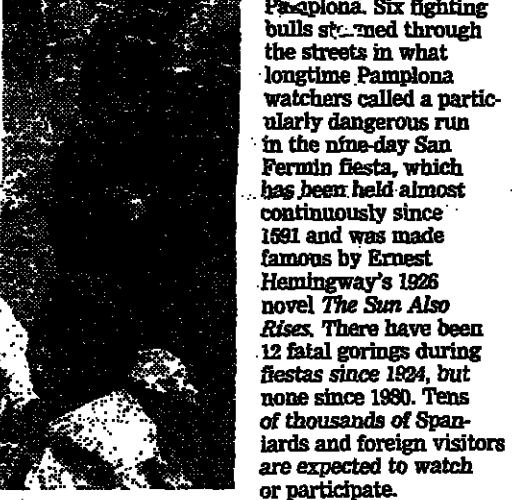 Pamplona. Six fighting
bulls stormed through
the streets in what
longtime Pamplona
watchers called a partic-
ularly dangerous run
in the nine-day San
Fermin fiesta, which
has been held almost
continuously since
1591 and was made
famous by Ernest
Hemingway's 1926
novel The Sun Also
Rises. There have been
12 fatal gorings during
fiestas since 1924, but
none since 1980. Tens
of thousands of Span-
iards and foreign visitors
are expected to watch
or participate.